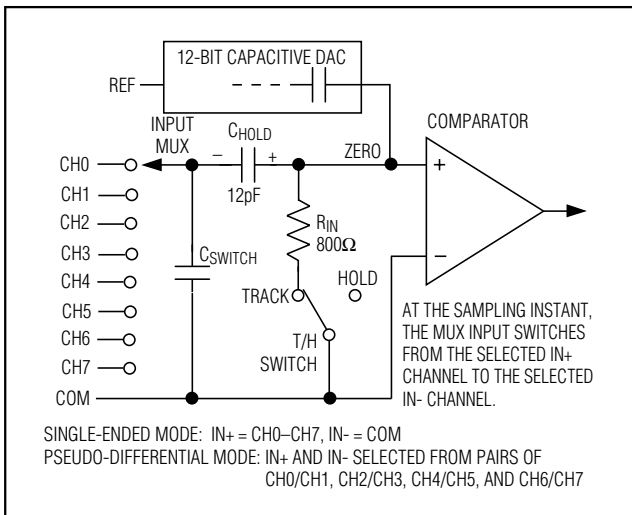 12-BIT CAPACITIVE DAC
REF
INPUT
MUX
CHOLD
− +
12pF
ZERO
COMPARATOR
+
−
CH0
CH1
CH2
CH3
CH4
CH5
CH6
CH7
COM
CSWITCH
RIN
800Ω
TRACK
HOLD
T/H
SWITCH
AT THE SAMPLING INSTANT,
THE MUX INPUT SWITCHES
FROM THE SELECTED IN+
CHANNEL TO THE SELECTED
IN- CHANNEL.
SINGLE-ENDED MODE: IN+ = CH0–CH7, IN- = COM
PSEUDO-DIFFERENTIAL MODE: IN+ AND IN- SELECTED FROM PAIRS OF
CH0/CH1, CH2/CH3, CH4/CH5, AND CH6/CH7